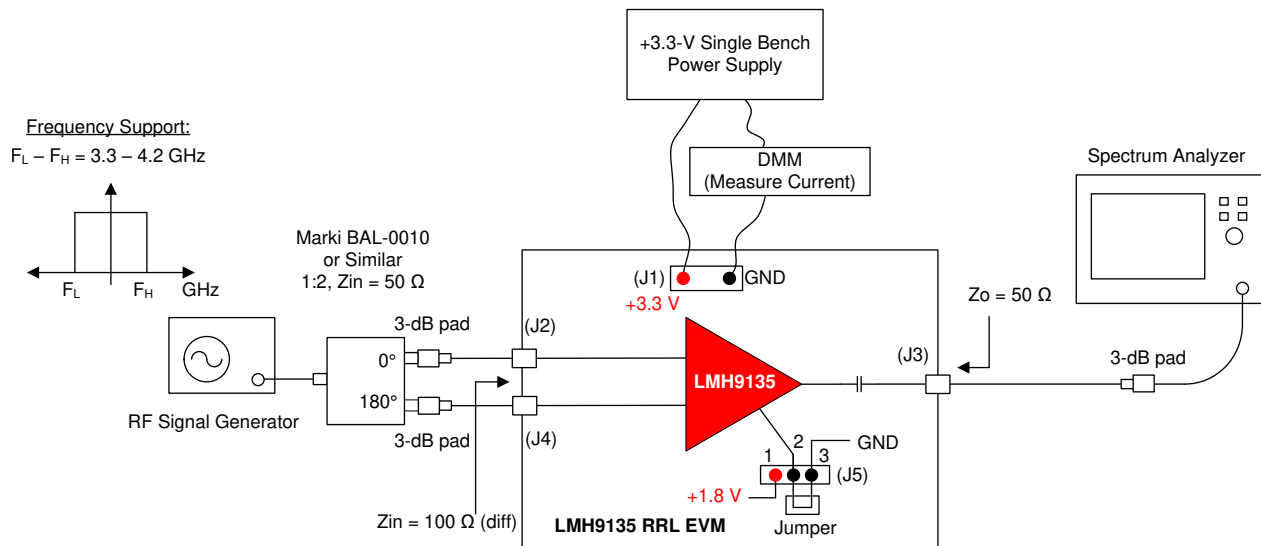 +3.3-V Single Bench
Power Supply
Frequency Support:
FL – FH = 3.3 – 4.2 GHz
DMM
(Measure Current)
Spectrum Analyzer
Marki BAL-0010
or Similar
1:2, Zin = 50 Ω
FL
FH
GHz
(J1)
GND
+3.3 V
Zo = 50 Ω
3-dB pad
(J2)
0°
180°
LMH9135
(J3)
3-dB pad
RF Signal Generator
3-dB pad
(J4)
1
2
3
GND
(J5)
+1.8 V
Jumper
Zin = 100 Ω (diff)
LMH9135 RRL EVM